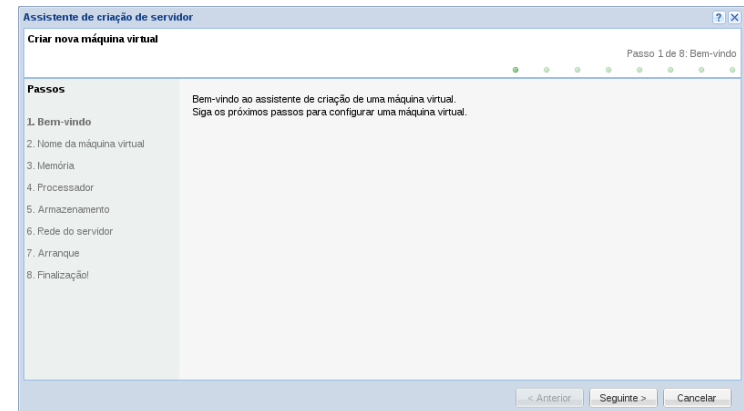 Assistente de criação de servidor
Criar nova máquina virtual
Passo 1 de 8: Bem-vindo
Passos
Bem-vindo ao assistente de criação de uma máquina virtual.
Siga os próximos passos para configurar uma máquina virtual.
1. Bem-vindo
2. Nome da máquina virtual
3. Memória
4. Processador
5. Armazenamento
6. Rede do servidor
7. Arranque
8. Finalização!
< Anterior
Seguinte >
Cancelar